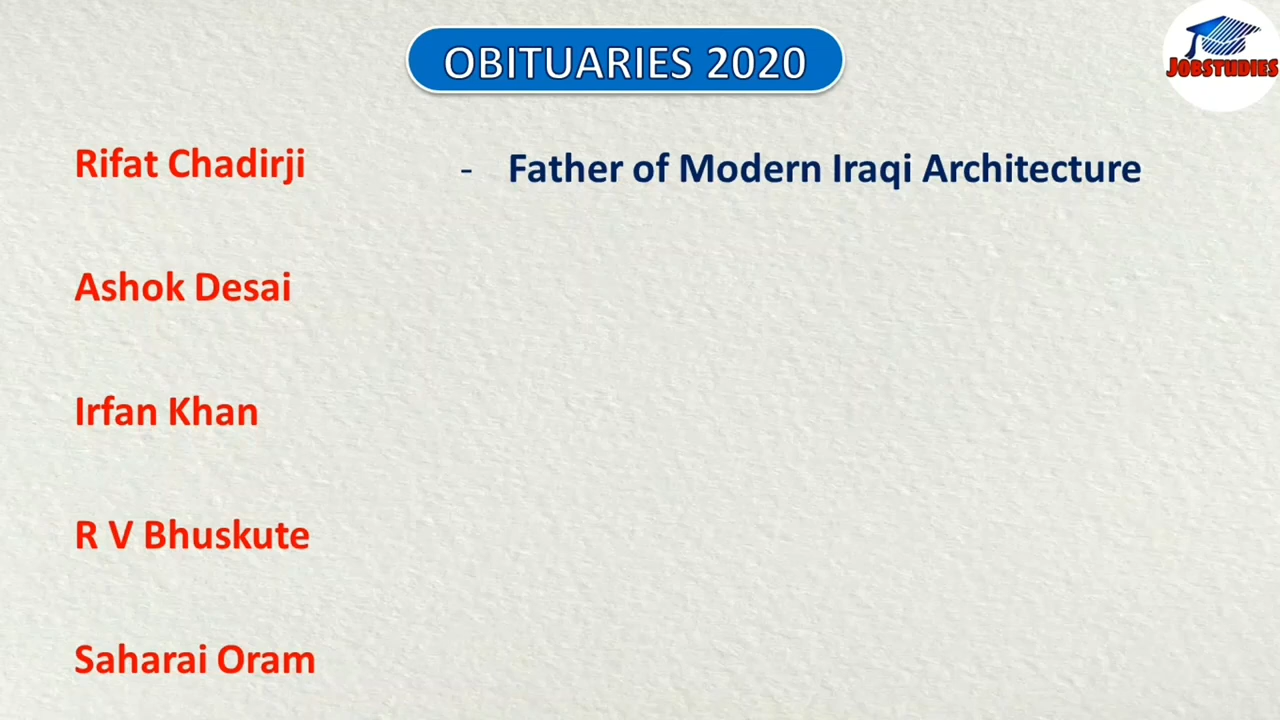 OBITUARIES 2020
JOBSTUDIES
Rifat Chadirji - Father of Modern Iraqi Architecture
Ashok Desai
Irfan Khan
R V Bhuskute
Saharai Oram